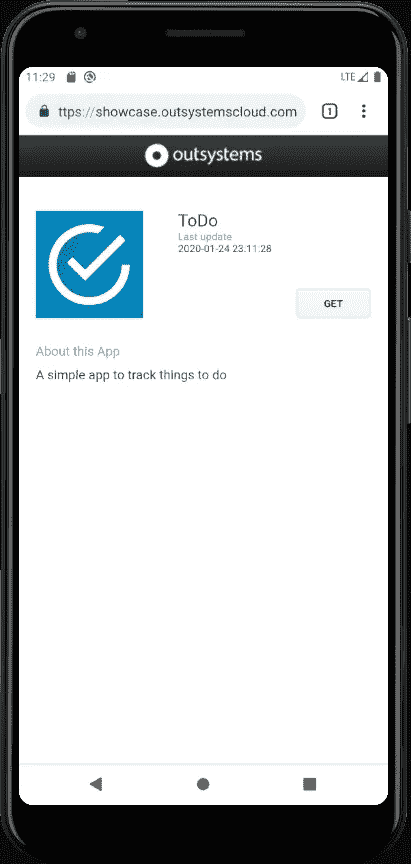 11:29 LTE
ttps://showcase.outsystemscloud.com 1
outsystems
ToDo
Last update
2020-01-24 23.11:28
GET
About this App
A simple app to track things to do